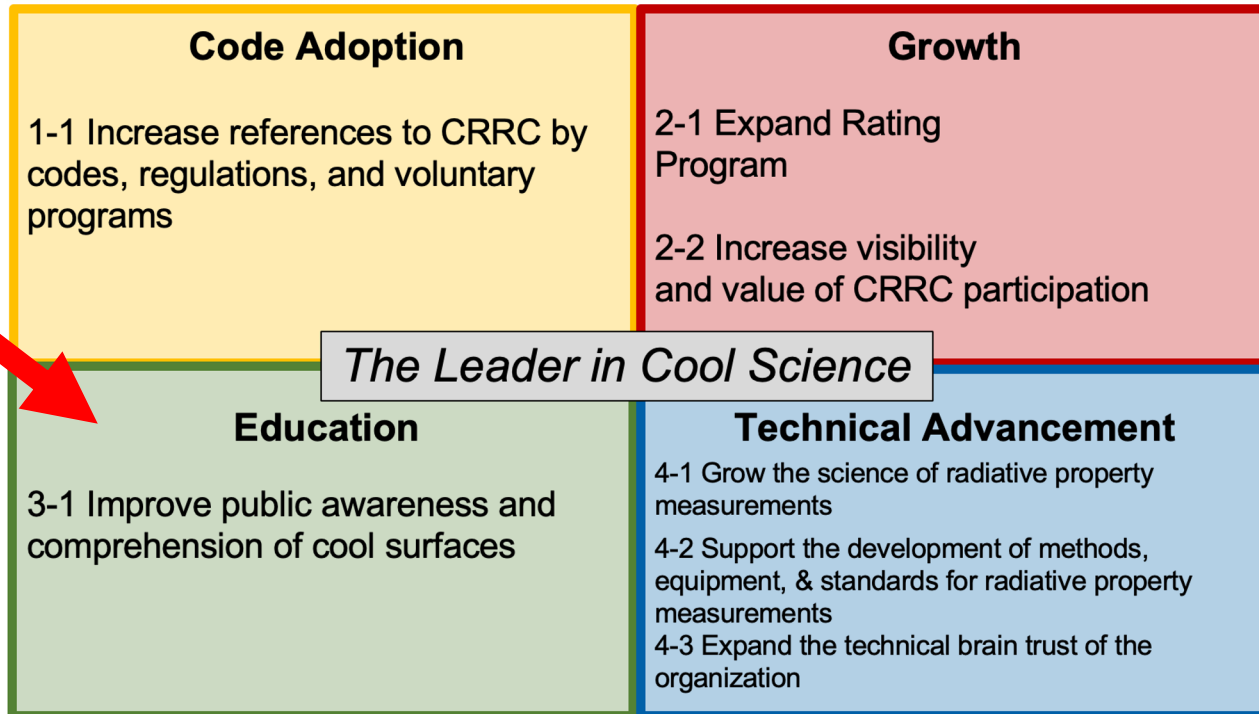 Code Adoption
1-1 Increase references to CRRC by
codes, regulations, and voluntary
programs
Growth
2-1 Expand Rating
Program
2-2 Increase visibility
and value of CRRC participation
The Leader in Cool Science
Education
3-1 Improve public awareness and
comprehension of cool surfaces
Technical Advancement
4-1 Grow the science of radiative property
measurements
4-2 Support the development of methods,
equipment, & standards for radiative property
measurements
4-3 Expand the technical brain trust of the
organization